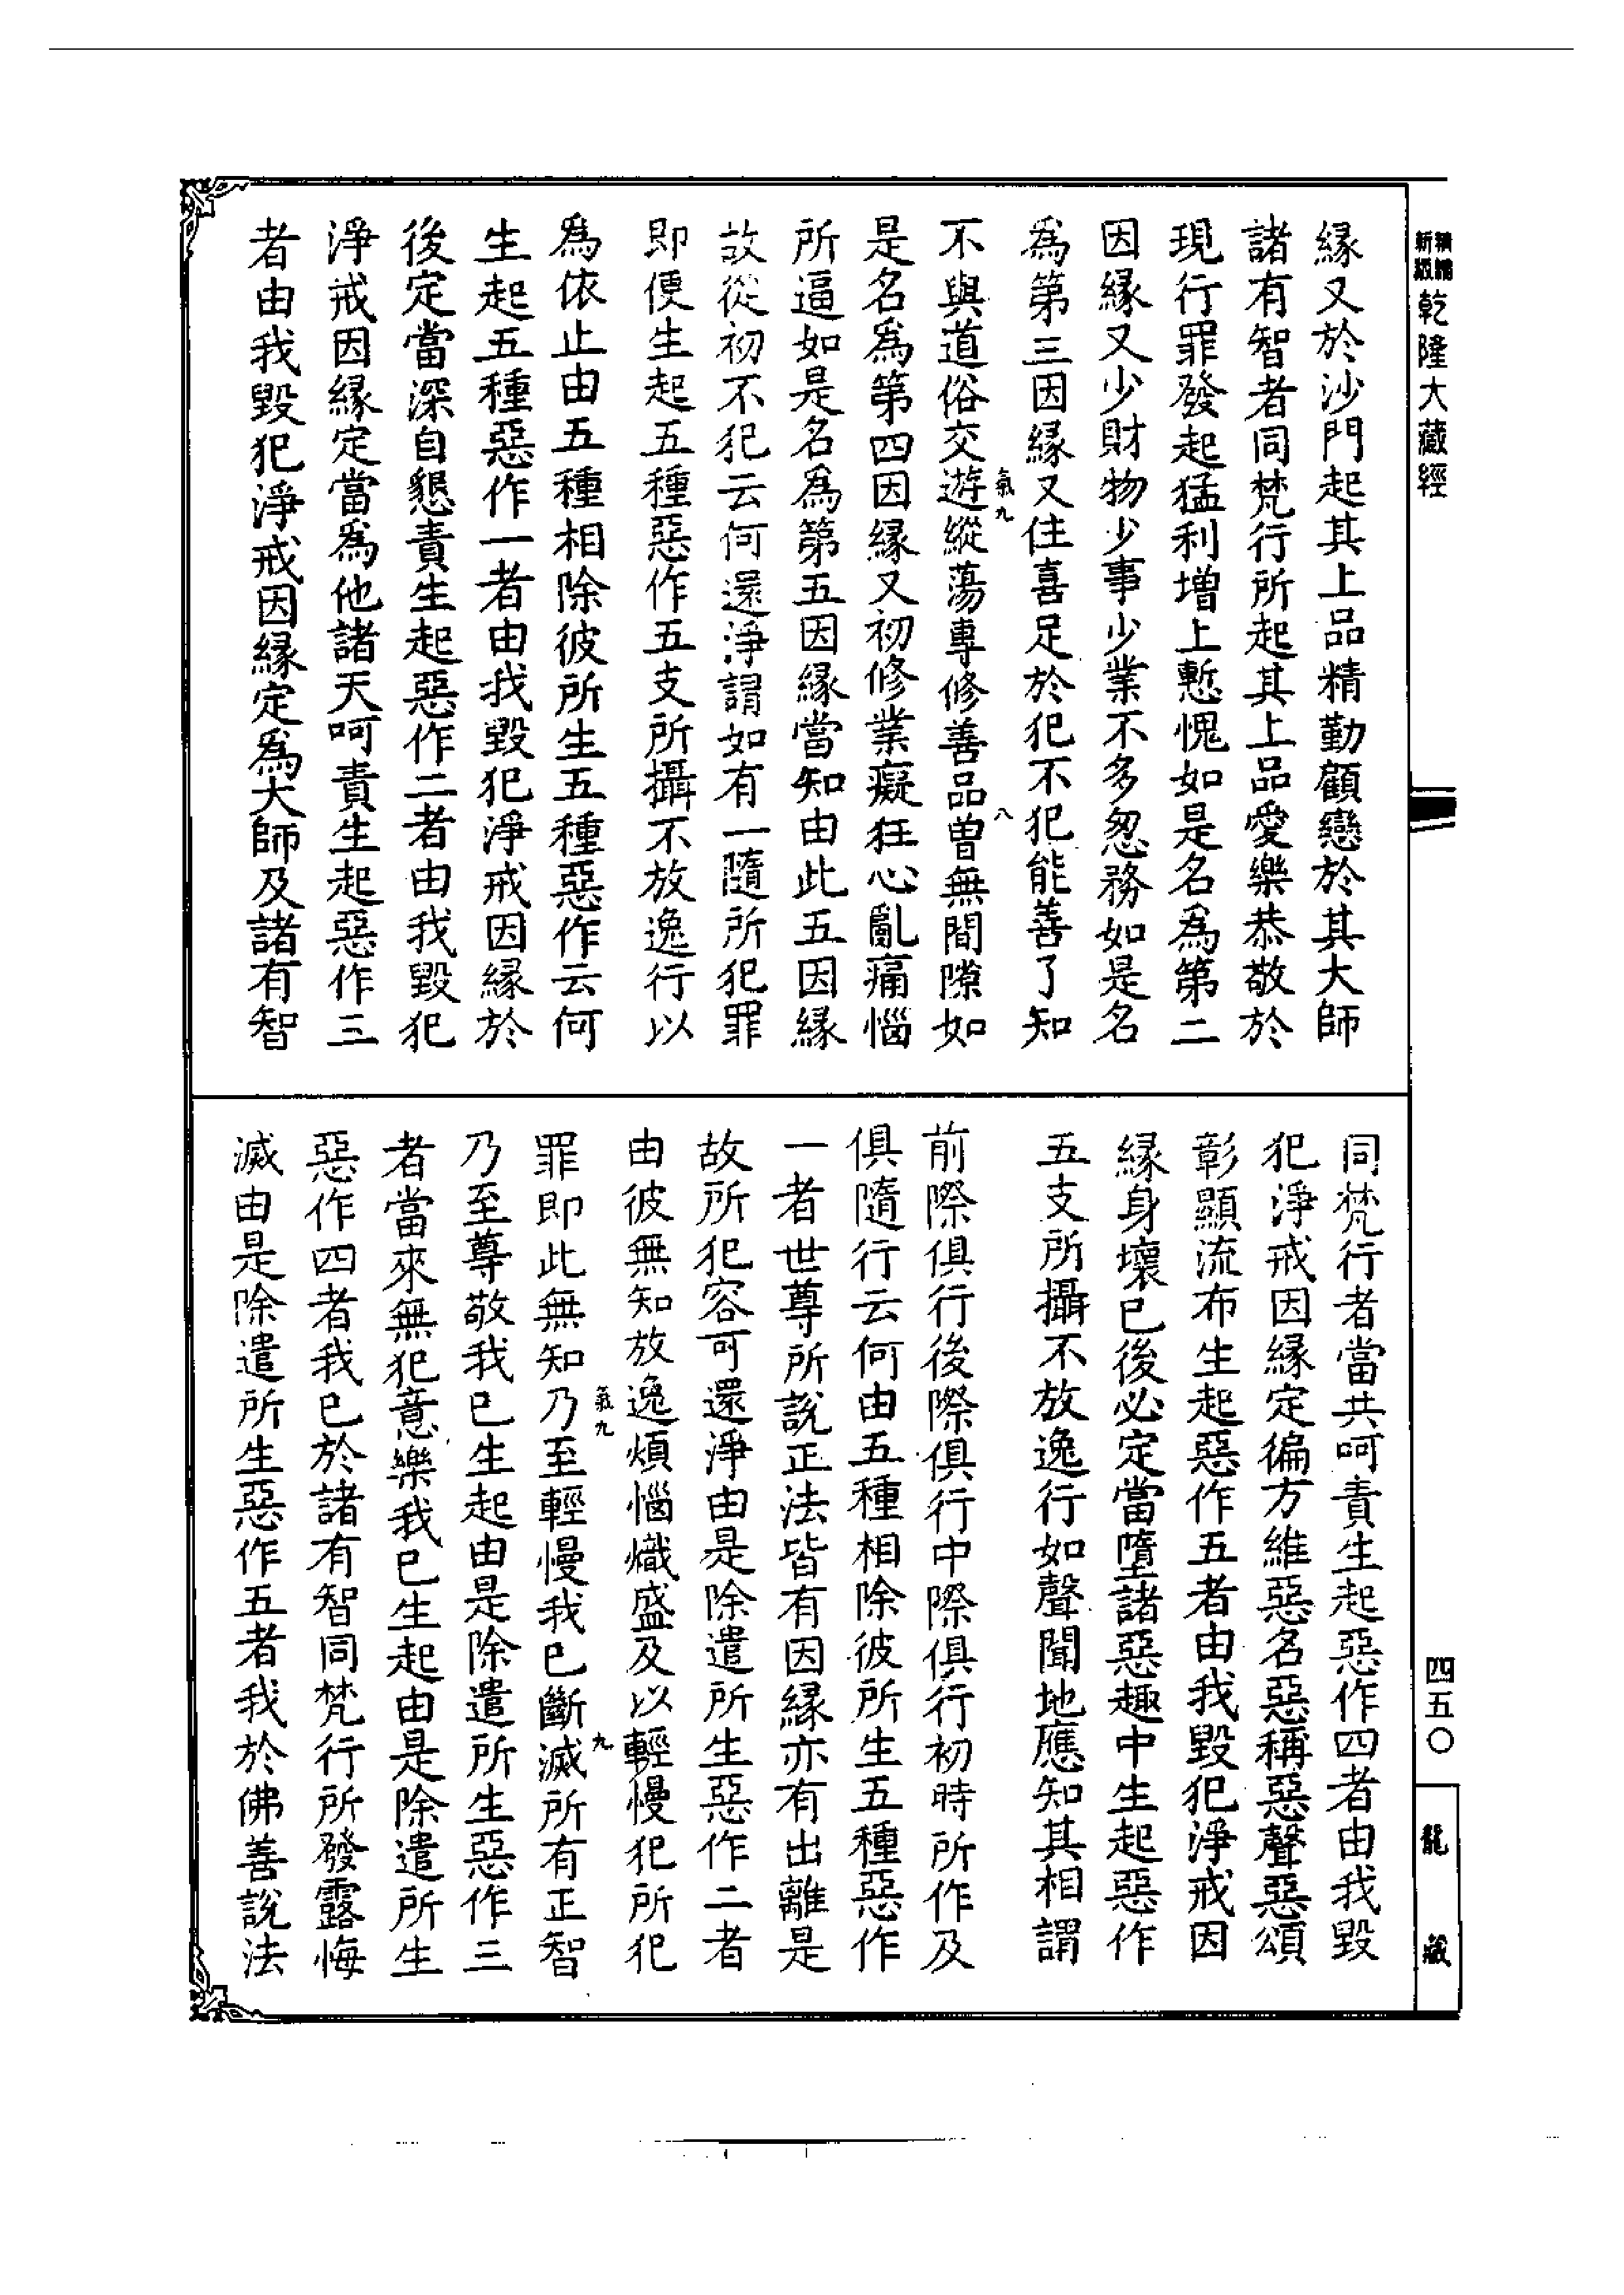 新編縮 乾隆大藏經
緣又於沙門起其上品精勤顧戀於其大師
諸有智者同梵行所起其上品愛樂恭敬於
現行罪發起猛利增上慙愧如是名為第二
因緣又少財物少事少業不多怱務如是名
為第三因緣又住喜足於犯不犯能善了知
氣九 八
不與道俗交遊縱蕩專修善品曾無間隙如
是名為第四因緣又初修業癡狂心亂痛惱
所逼如是名為第五因緣當知由此五因緣
故從初不犯云何還淨謂如有一隨所犯罪
即便生起五種惡作五支所攝不放逸行以
為依止由五種相除彼所生五種惡作云何
生起五種惡作一者由我毀犯淨戒因緣於
後定當深自懇責生起惡作二者由我毀犯
淨戒因緣定當為他諸天呵責生起惡作三
者由我毀犯淨戒因緣定為大師及諸有智
同梵行者當共呵責生起惡作四者由我毀
犯淨戒因緣定徧方維惡名惡稱惡聲惡頌
彰顯流布生起惡作五者由我毀犯淨戒因
緣身壞已後必定當墮諸惡趣中生起惡作
五支所攝不放逸行如聲聞地應知其相謂
前際俱行後際俱行中際俱行初時所作及
俱隨行云何由五種相除彼所生五種惡作
一者世尊所說正法皆有因緣亦有出離是
故所犯容可還淨由是除遣所生惡作二者
由彼無知放逸煩惱熾盛及以輕慢犯所犯
氣九 九
罪即此無知乃至輕慢我已斷滅所有正智
乃至尊敬我已生起由是除遣所生惡作三
者當來無犯意樂我已生起由是除遣所生
惡作四者我已於諸有智同梵行所發露悔
滅由是除遣所生惡作五者我於佛善說法
四五〇
龍藏